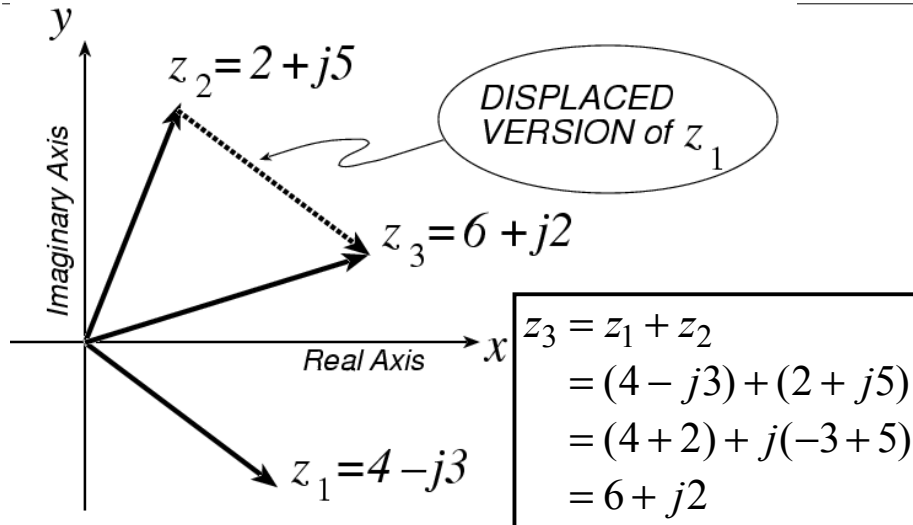 y
z₂ = 2 + j5
DISPLACED
VERSION of z₁
Imaginary Axis
z₃ = 6 + j2
x
Real Axis
z₁ = 4 − j3
z₃ = z₁ + z₂
= (4 − j3) + (2 + j5)
= (4 + 2) + j(−3 + 5)
= 6 + j2